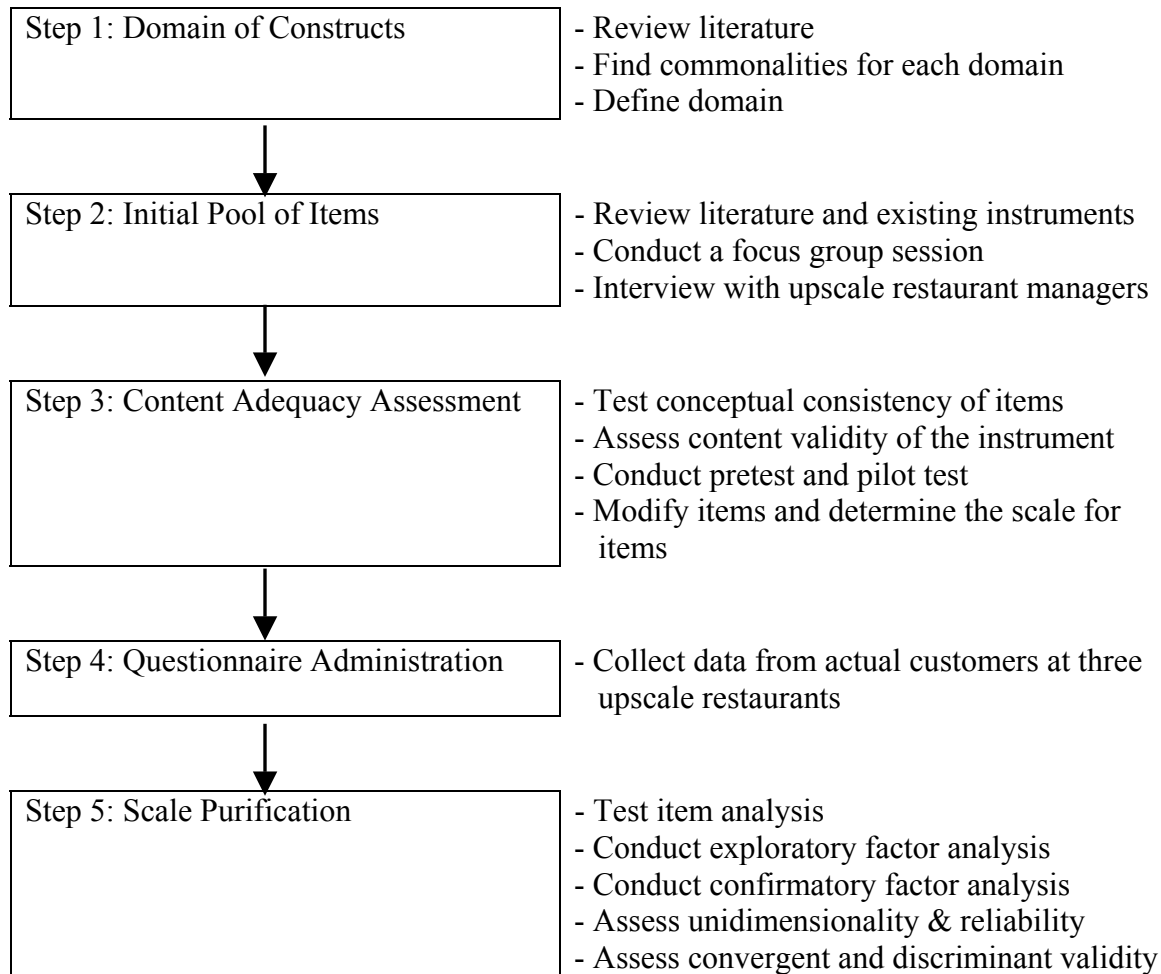 Step 1: Domain of Constructs
- Review literature
- Find commonalities for each domain
- Define domain
Step 2: Initial Pool of Items
- Review literature and existing instruments
- Conduct a focus group session
- Interview with upscale restaurant managers
Step 3: Content Adequacy Assessment
- Test conceptual consistency of items
- Assess content validity of the instrument
- Conduct pretest and pilot test
- Modify items and determine the scale for
items
Step 4: Questionnaire Administration
- Collect data from actual customers at three
upscale restaurants
Step 5: Scale Purification
- Test item analysis
- Conduct exploratory factor analysis
- Conduct confirmatory factor analysis
- Assess unidimensionality & reliability
- Assess convergent and discriminant validity